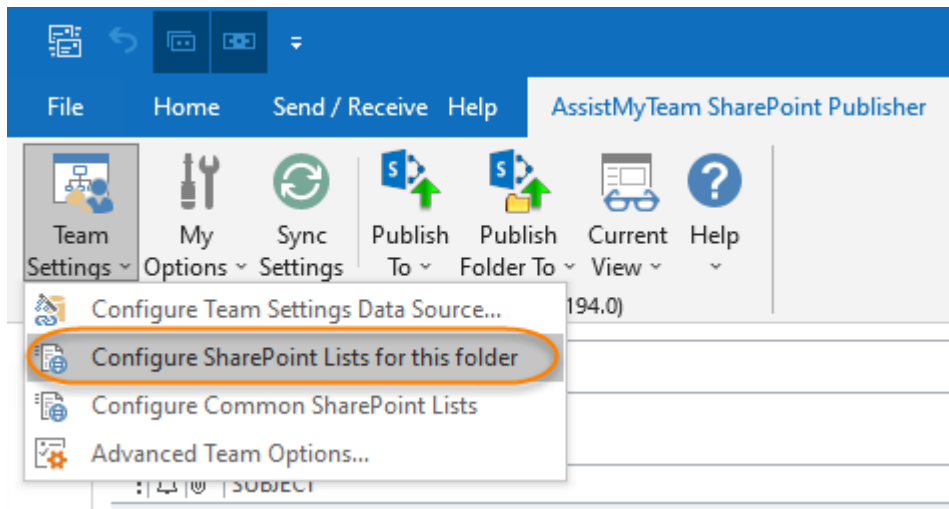 File Home Send / Receive Help AssistMyTeam SharePoint Publisher
Team My Sync Publish Publish Current Help
Settings Options Settings To Folder To View
Configure Team Settings Data Source... 194.0)
Configure SharePoint Lists for this folder
Configure Common SharePoint Lists
Advanced Team Options...
SUBJECT